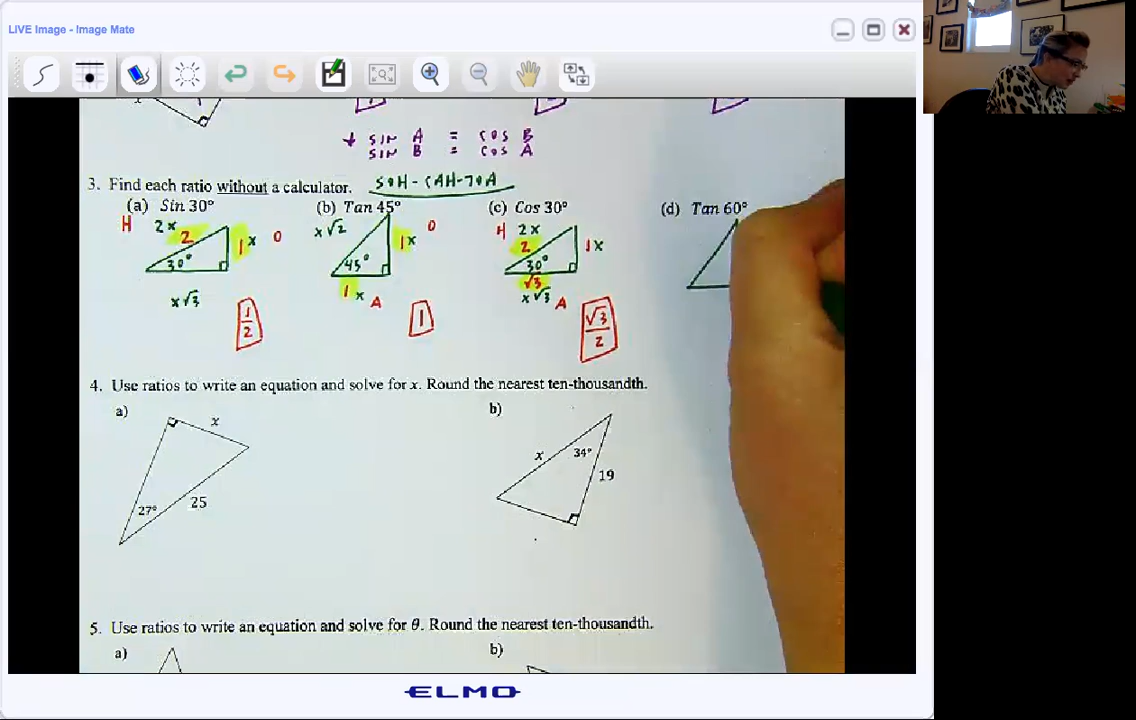 LIVE Image - Image Mate
+ SIN A = COS B
SIN B = COS A
3. Find each ratio without a calculator. SOH-CAH-TOA
(a) Sin 30° (b) Tan 45° (c) Cos 30° (d) Tan 60°
H 2x 2 1x O x√2 1x O H 2x 2 1x
30° 45° 30°
x√3 1x A √3 x√3 A
1/2 1 √3/2
4. Use ratios to write an equation and solve for x. Round the nearest ten-thousandth.
a) b)
x x 34°
19
27° 25
5. Use ratios to write an equation and solve for θ. Round the nearest ten-thousandth.
a) b)
ELMO